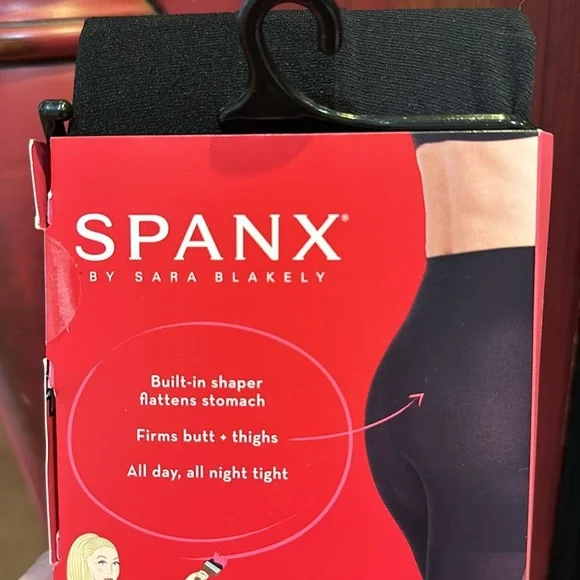 SPANX®
BY SARA BLAKELY
Built-in shaper
flattens stomach
Firms butt + thighs
All day, all night tight